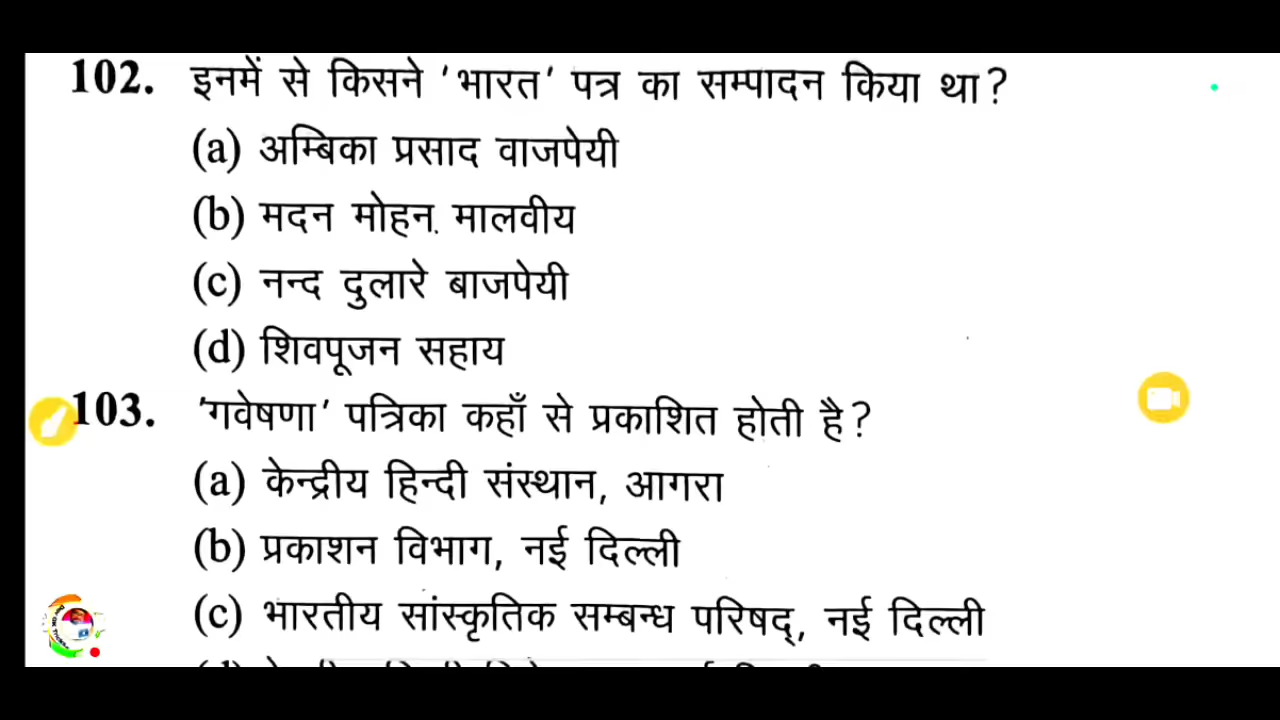 102. इनमें से किसने ‘भारत’ पत्र का सम्पादन किया था?
(a) अम्बिका प्रसाद वाजपेयी
(b) मदन मोहन मालवीय
(c) नन्द दुलारे बाजपेयी
(d) शिवपूजन सहाय
103. ‘गवेषणा’ पत्रिका कहाँ से प्रकाशित होती है?
(a) केन्द्रीय हिन्दी संस्थान, आगरा
(b) प्रकाशन विभाग, नई दिल्ली
(c) भारतीय सांस्कृतिक सम्बन्ध परिषद्, नई दिल्ली